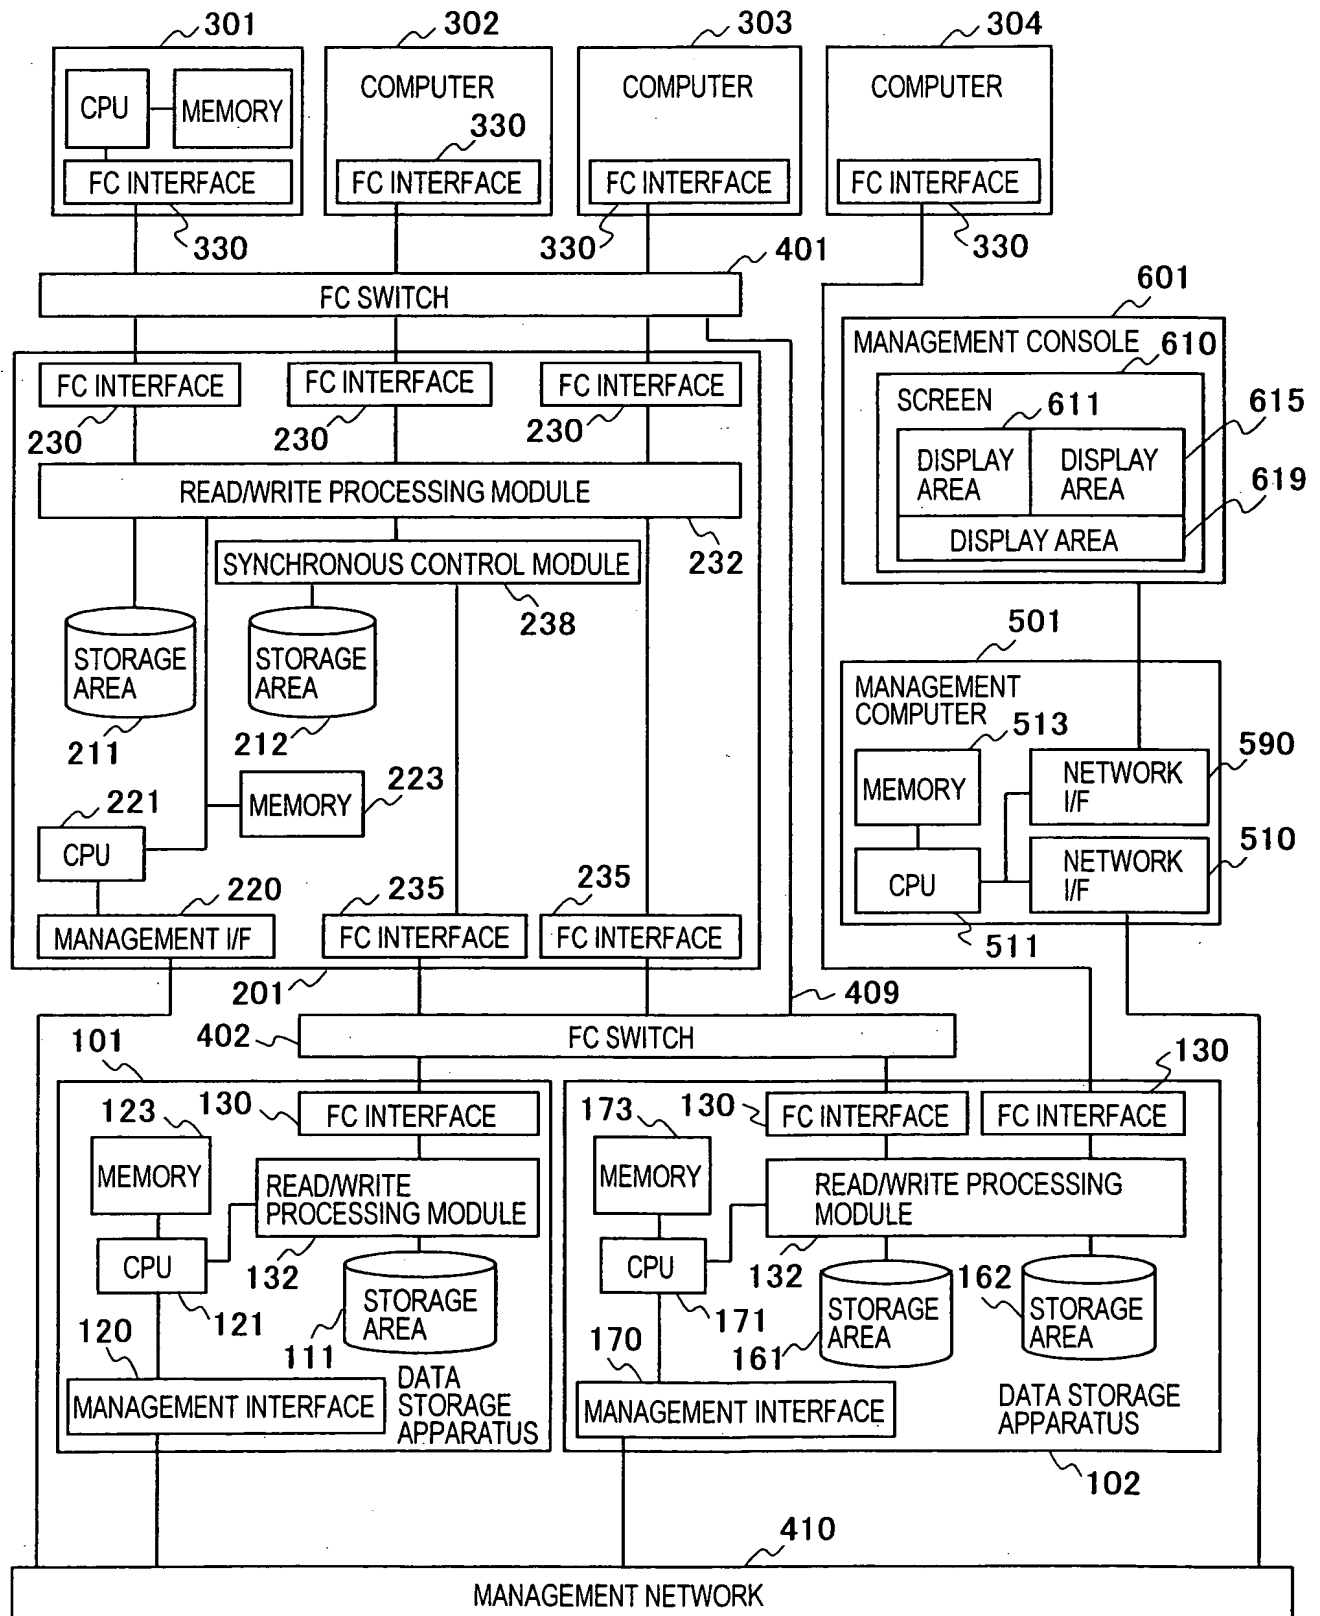 301
302
303
304
CPU
MEMORY
COMPUTER
COMPUTER
COMPUTER
330
FC INTERFACE
FC INTERFACE
FC INTERFACE
FC INTERFACE
330
330
330
401
FC SWITCH
601
MANAGEMENT CONSOLE
610
SCREEN
611
615
DISPLAY
AREA
DISPLAY
AREA
619
DISPLAY AREA
FC INTERFACE
FC INTERFACE
FC INTERFACE
230
230
230
READ/WRITE PROCESSING MODULE
232
SYNCHRONOUS CONTROL MODULE
238
STORAGE
AREA
211
STORAGE
AREA
212
501
MANAGEMENT
COMPUTER
513
MEMORY
NETWORK
I/F
590
CPU
511
NETWORK
I/F
510
221
CPU
MEMORY
223
220
MANAGEMENT I/F
235
FC INTERFACE
235
FC INTERFACE
201
409
402
FC SWITCH
101
123
130
FC INTERFACE
MEMORY
READ/WRITE
PROCESSING MODULE
CPU
132
121
STORAGE
AREA
111
120
MANAGEMENT INTERFACE
DATA
STORAGE
APPARATUS
173
130
FC INTERFACE
130
FC INTERFACE
MEMORY
READ/WRITE PROCESSING
MODULE
CPU
132
171
STORAGE
AREA
161
162
STORAGE
AREA
170
MANAGEMENT INTERFACE
DATA STORAGE
APPARATUS
102
410
MANAGEMENT NETWORK